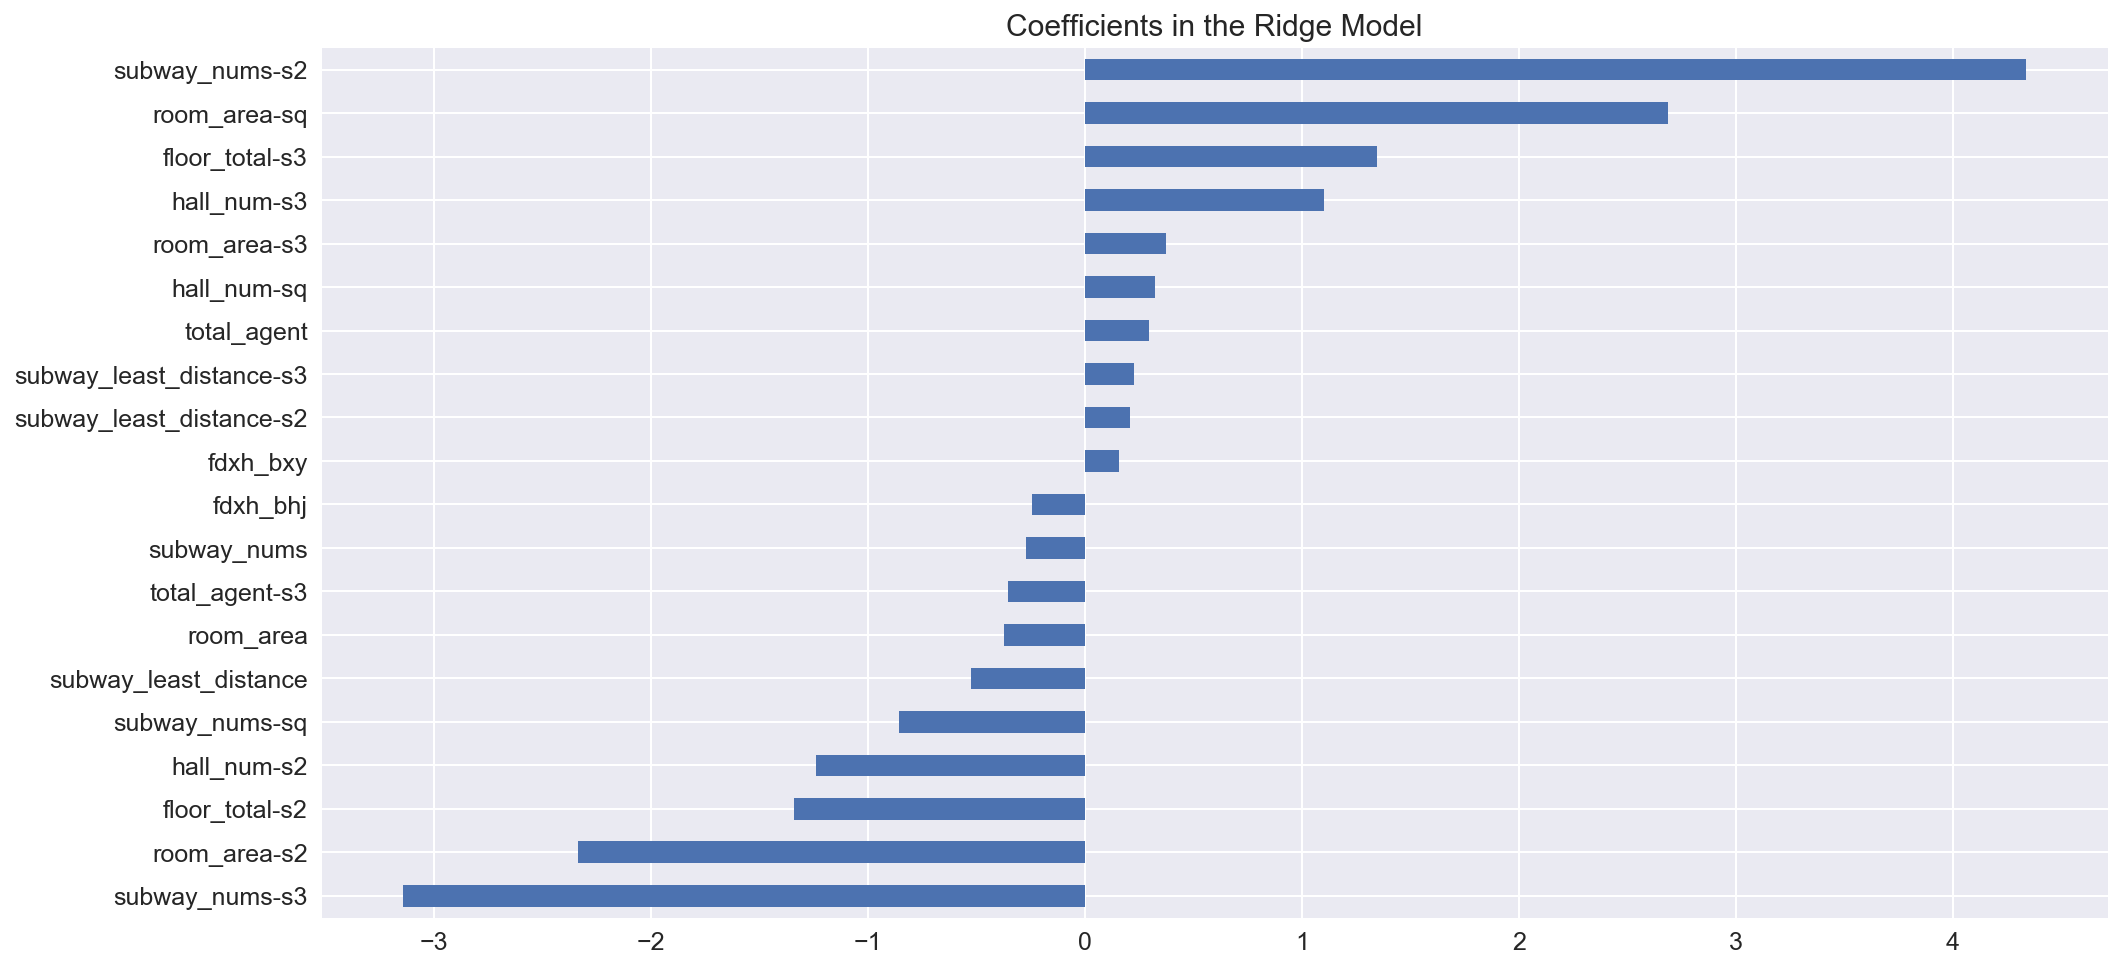 Coefficients in the Ridge Model
subway_nums-s2
room_area-sq
floor_total-s3
hall_num-s3
room_area-s3
hall_num-sq
total_agent
subway_least_distance-s3
subway_least_distance-s2
fdxh_bxy
fdxh_bhj
subway_nums
total_agent-s3
room_area
subway_least_distance
subway_nums-sq
hall_num-s2
floor_total-s2
room_area-s2
subway_nums-s3
−3 −2 −1 0 1 2 3 4